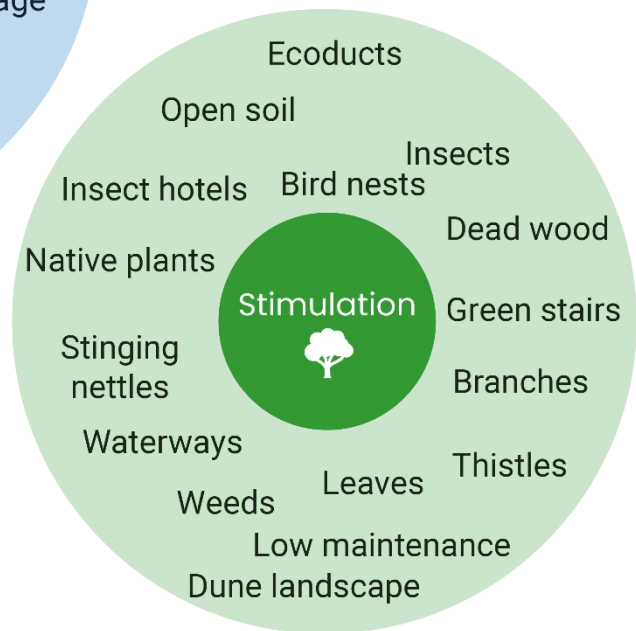 Ecoducts
Open soil
Insects
Insect hotels
Bird nests
Dead wood
Native plants
Stimulation
Green stairs
Stinging
nettles
Branches
Waterways
Thistles
Leaves
Weeds
Low maintenance
Dune landscape